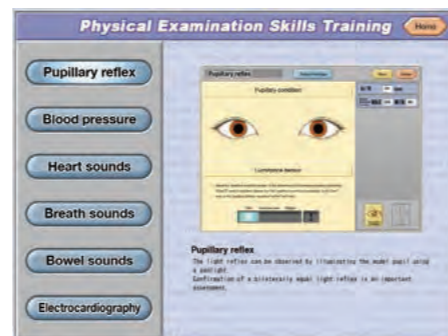 Physical Examination Skills Training
Home
Pupillary reflex
Blood pressure
Heart sounds
Breath sounds
Bowel sounds
Electrocardiography
Pupillary reflex
Pupillary condition
Luminance sensor
Pupillary reflex
The light reflex can be observed by illuminating the model pupil using
a penlight.
Confirmation of a bilaterally equal light reflex is an important
assessment.